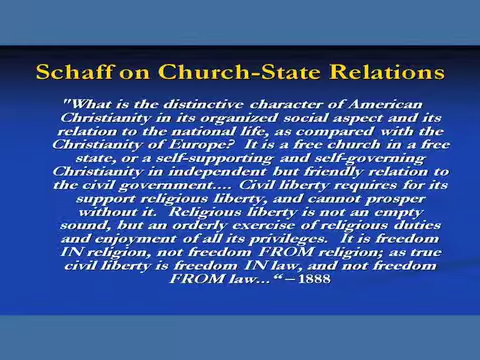 Schaff on Church-State Relations
"What is the distinctive character of American
Christianity in its organized social aspect and its
relation to the national life, as compared with the
Christianity of Europe?  It is a free church in a free
state, or a self-supporting and self-governing
Christianity in independent but friendly relation to
the civil government.... Civil liberty requires for its
support religious liberty, and cannot prosper
without it.  Religious liberty is not an empty
sound, but an orderly exercise of religious duties
and enjoyment of all its privileges.  It is freedom
IN religion, not freedom FROM religion; as true
civil liberty is freedom IN law, and not freedom
FROM law...“ – 1888